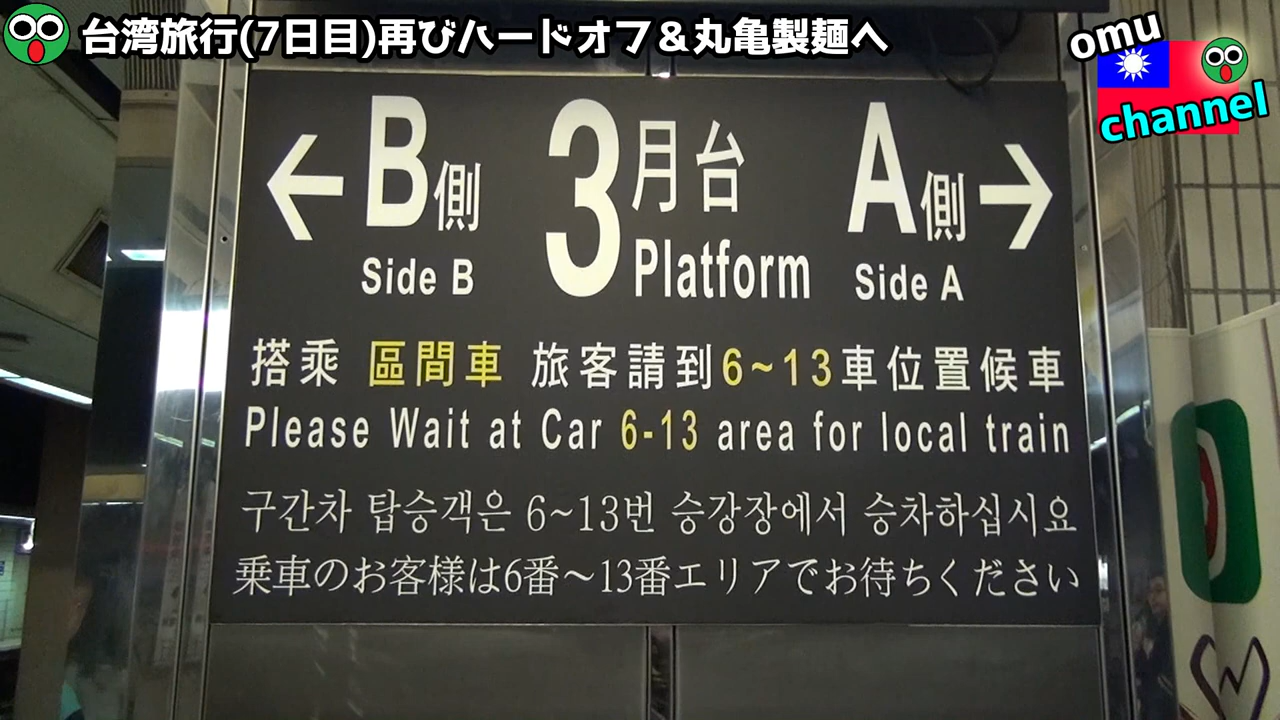 台湾旅行(7日目)再びハードオフ＆丸亀製麺へ
omu
channel
←B側 3月台 A側→
Side B Platform Side A
搭乘 區間車 旅客請到6~13車位置候車
Please Wait at Car 6-13 area for local train
구간차 탑승객은 6~13번 승강장에서 승차하십시요
乗車のお客様は6番～13番エリアでお待ちください